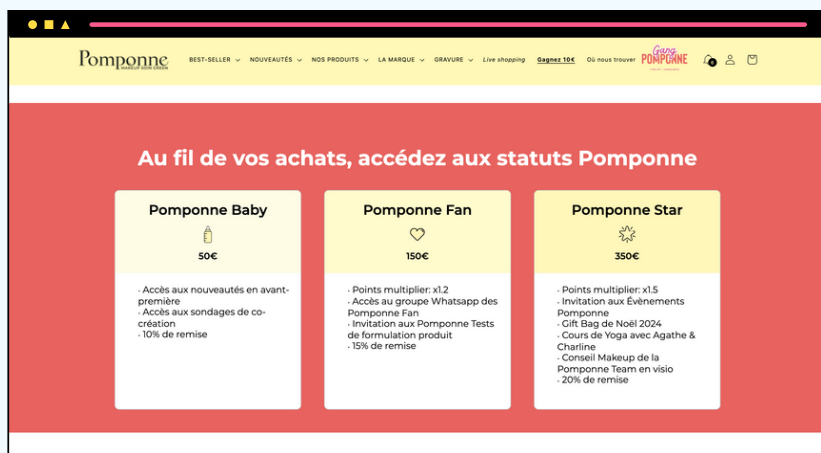 Pomponne
MAKEUP SOIN GREEN
BEST-SELLER
NOUVEAUTÉS
NOS PRODUITS
LA MARQUE
GRAVURE
Live shopping
Gagnez 10€
Où nous trouver
Gang
POMPONNE
Au fil de vos achats, accédez aux statuts Pomponne
Pomponne Baby
50€
· Accès aux nouveautés en avant-
première
· Accès aux sondages de co-
création
· 10% de remise
Pomponne Fan
150€
· Points multiplier: x1.2
· Accès au groupe Whatsapp des
Pomponne Fan
· Invitation aux Pomponne Tests
de formulation produit
· 15% de remise
Pomponne Star
350€
· Points multiplier: x1.5
· Invitation aux Évènements
Pomponne
· Gift Bag de Noël 2024
· Cours de Yoga avec Agathe &
Charline
· Conseil Makeup de la
Pomponne Team en visio
· 20% de remise